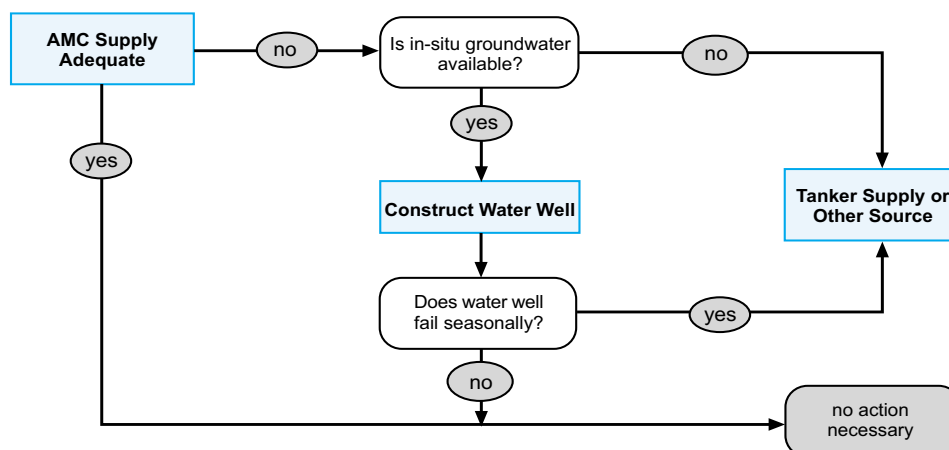 AMC Supply
Adequate
no
Is in-situ groundwater
available?
no
yes
yes
Construct Water Well
Tanker Supply or
Other Source
Does water well
fail seasonally?
yes
no
no action
necessary